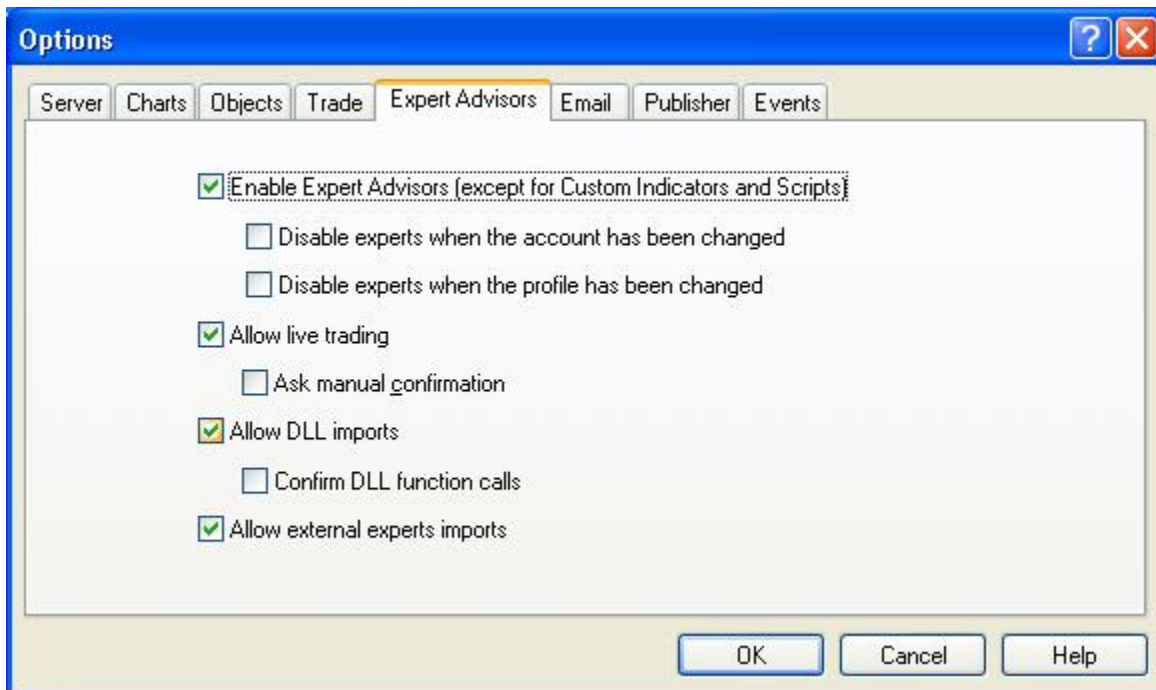 Options
Server Charts Objects Trade Expert Advisors Email Publisher Events
Enable Expert Advisors (except for Custom Indicators and Scripts)
Disable experts when the account has been changed
Disable experts when the profile has been changed
Allow live trading
Ask manual confirmation
Allow DLL imports
Confirm DLL function calls
Allow external experts imports
OK Cancel Help